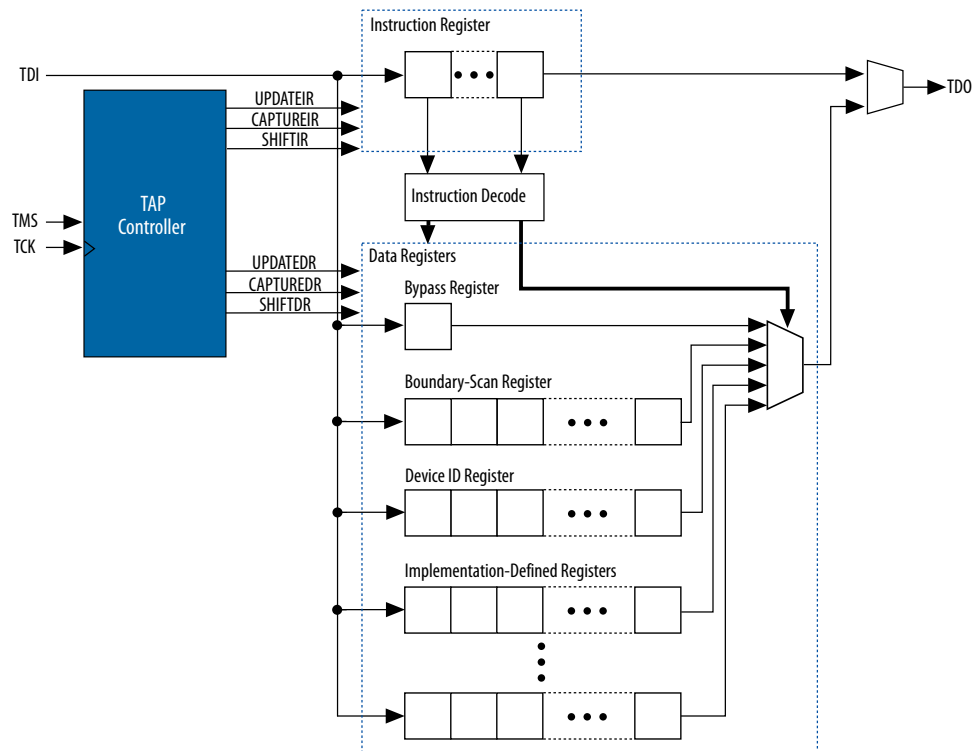 Instruction Register
TDI
TDO
UPDATEIR
CAPTUREIR
SHIFTIR
TAP
Controller
Instruction Decode
TMS
TCK
Data Registers
UPDATEDR
CAPTUREDR
SHIFTDR
Bypass Register
Boundary-Scan Register
Device ID Register
Implementation-Defined Registers